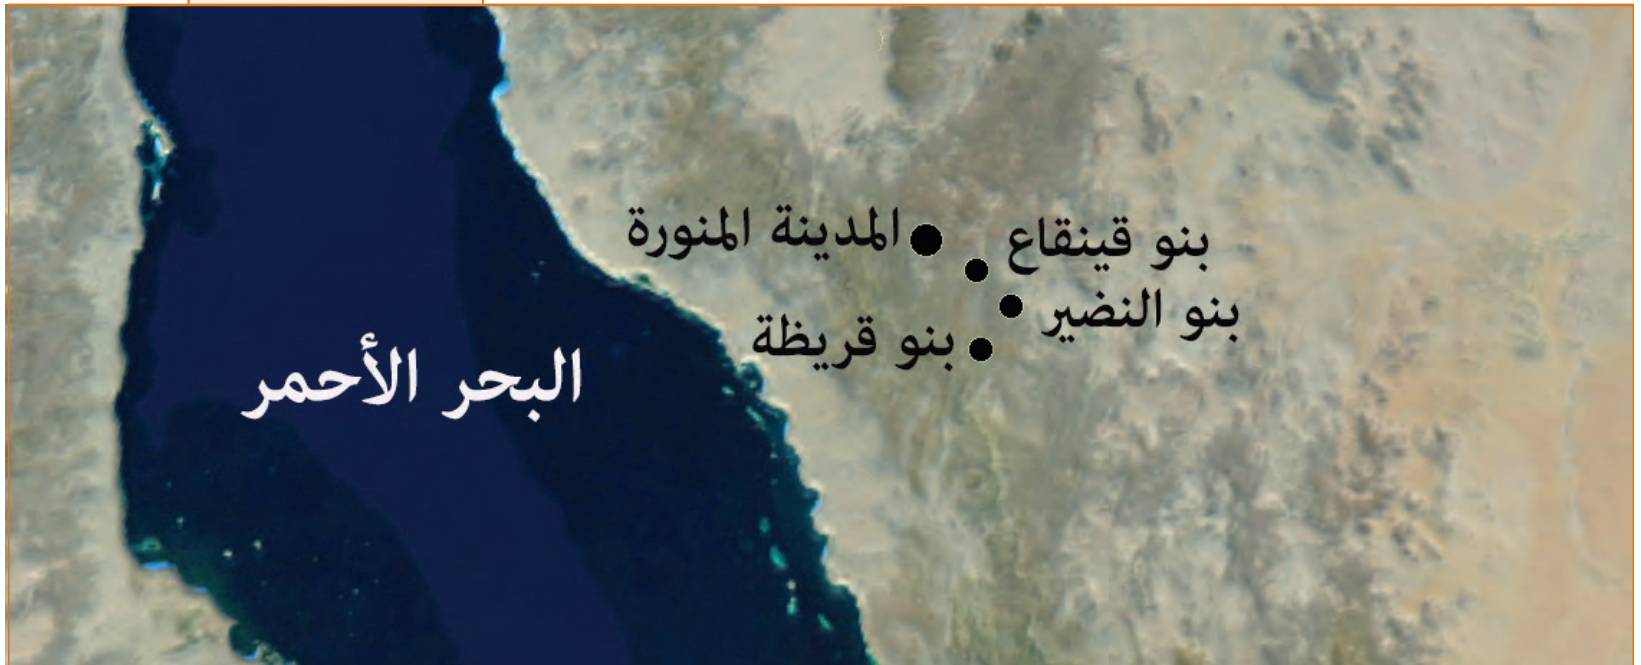 المدينة المنورة
بنو قينقاع
بنو النضير
بنو قريظة
البحر الأحمر